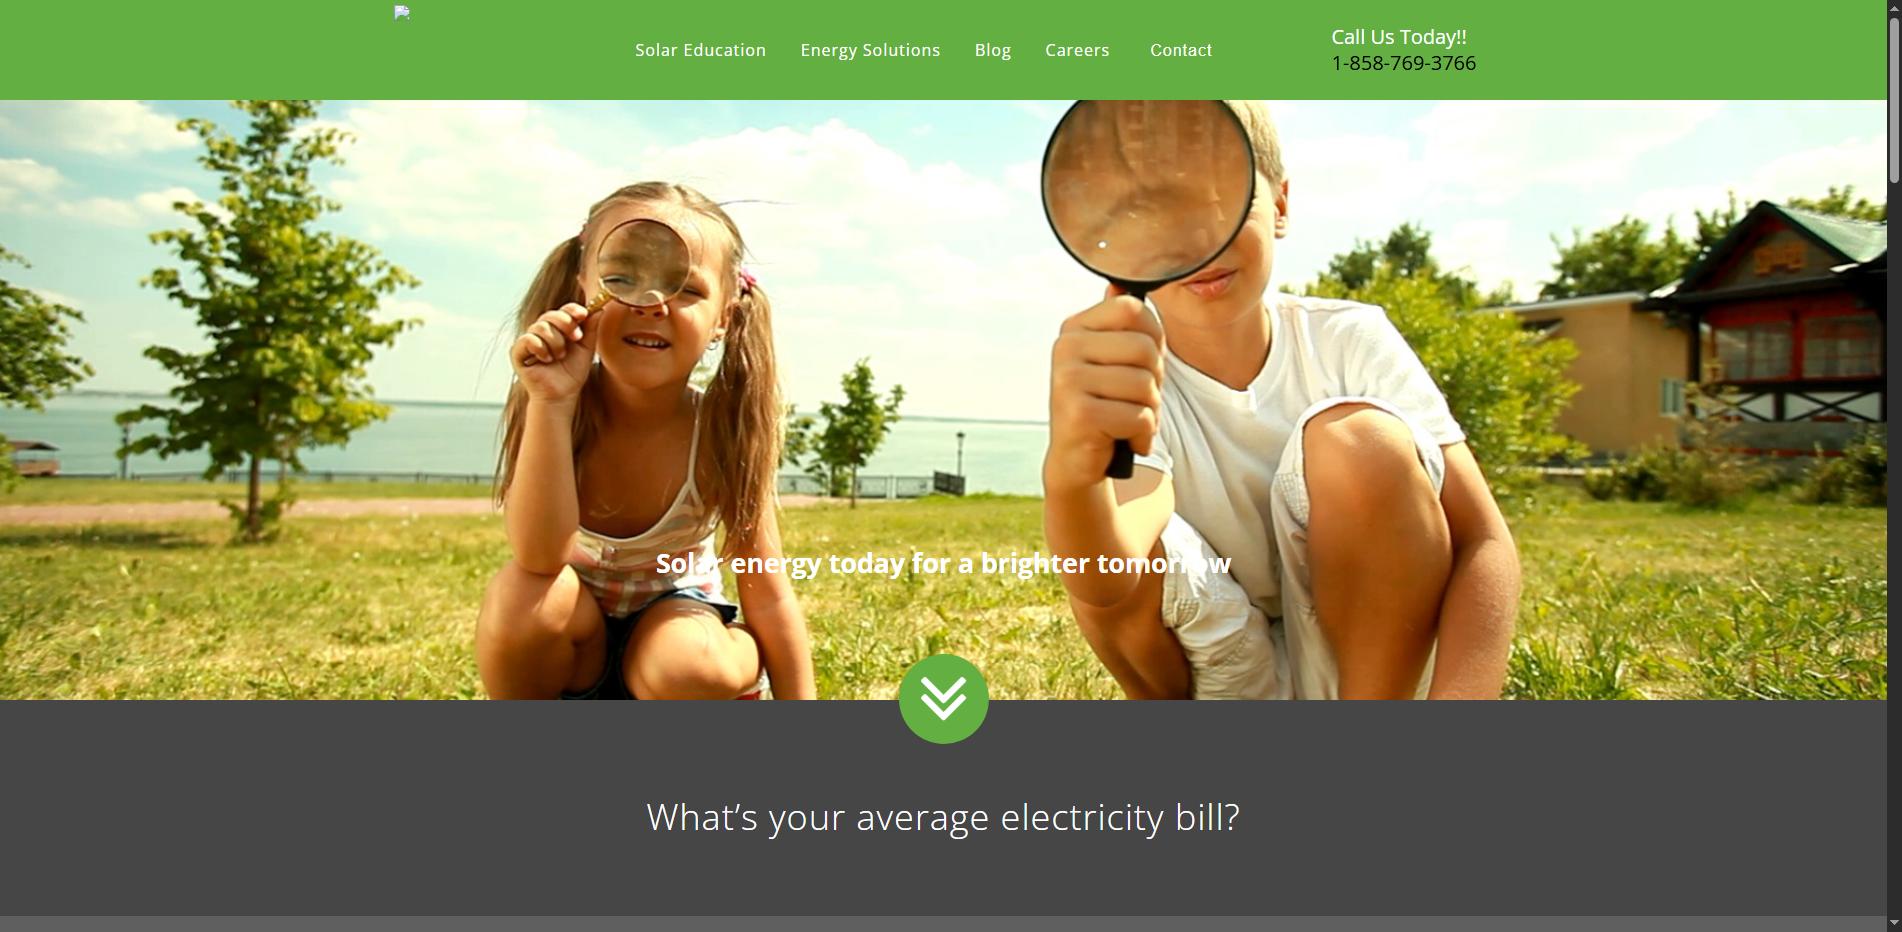 Solar Education
Energy Solutions
Blog
Careers
Contact
Call Us Today!!
1-858-769-3766
Solar energy today for a brighter tomorrow
What’s your average electricity bill?